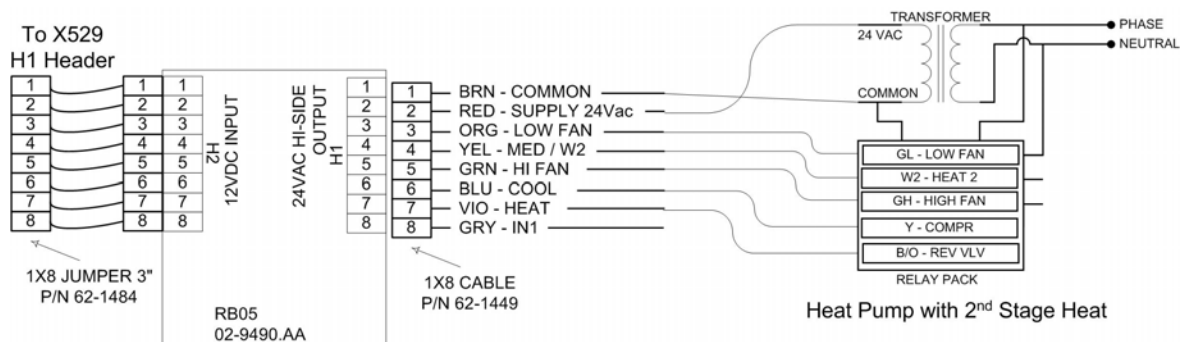 To X529
H1 Header
1
2
3
4
5
6
7
8
1
2
3
4
5
6
7
8
1
2
3
4
5
6
7
8
H2
12VDC INPUT
24VAC HI-SIDE
OUTPUT
H1
1
2
3
4
5
6
7
8
1
2
3
4
5
6
7
8
BRN - COMMON
RED - SUPPLY 24Vac
ORG - LOW FAN
YEL - MED / W2
GRN - HI FAN
BLU - COOL
VIO - HEAT
GRY - IN1
1X8 JUMPER 3"
P/N 62-1484
RB05
02-9490.AA
1X8 CABLE
P/N 62-1449
TRANSFORMER
24 VAC
COMMON
PHASE
NEUTRAL
GL - LOW FAN
W2 - HEAT 2
GH - HIGH FAN
Y - COMPR
B/O - REV VLV
RELAY PACK
Heat Pump with 2nd Stage Heat